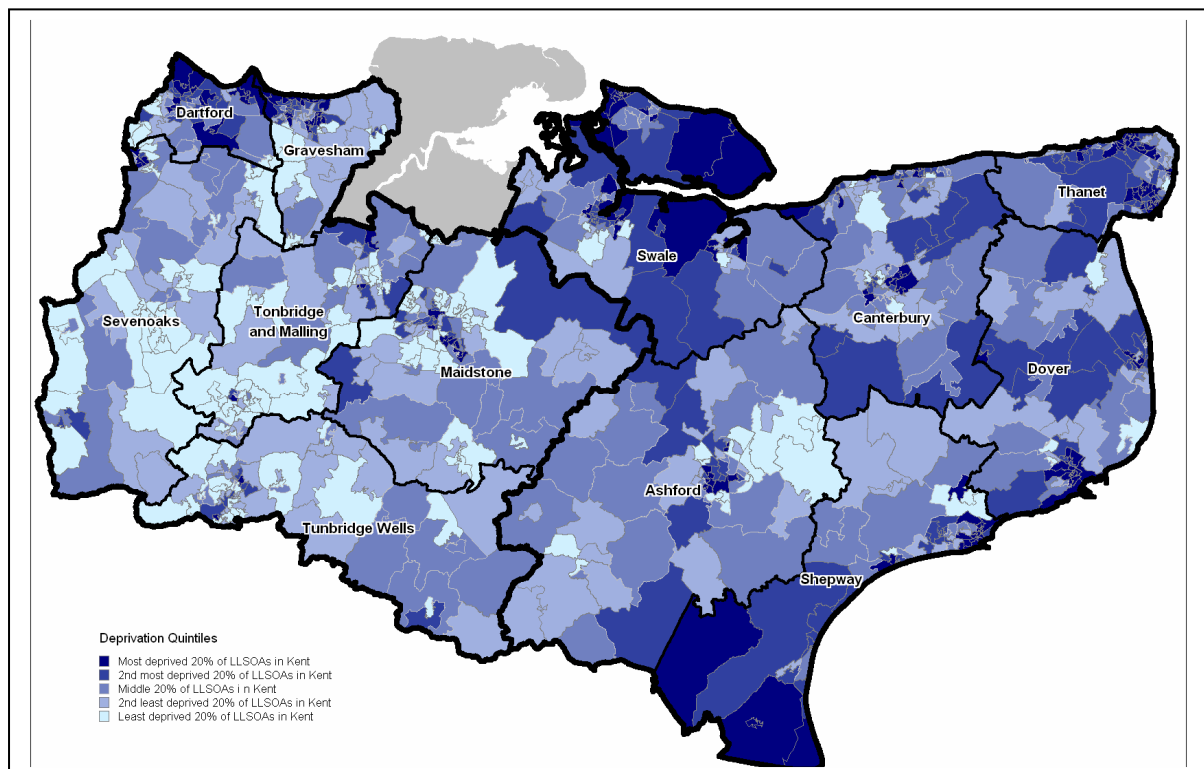 Dartford
Gravesham
Thanet
Swale
Sevenoaks
Tonbridge
and Malling
Canterbury
Maidstone
Dover
Ashford
Tunbridge Wells
Shepway
Deprivation Quintiles
Most deprived 20% of LLSOAs in Kent
2nd most deprived 20% of LLSOAs in Kent
Middle 20% of LLSOAs i n Kent
2nd least deprived 20% of LLSOAs in Kent
Least deprived 20% of LLSOAs in Kent